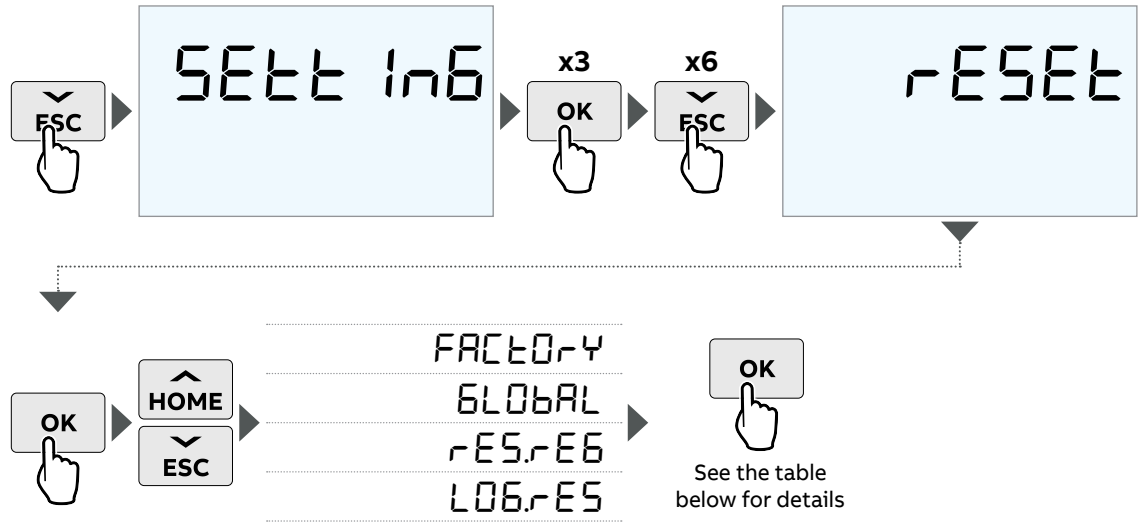 ESC
SEtt InG
x3
OK
x6
ESC
rESEt
OK
HOME
ESC
FACtOrY
GLObAL
rES.rEG
LOG.rES
OK
See the table
below for details